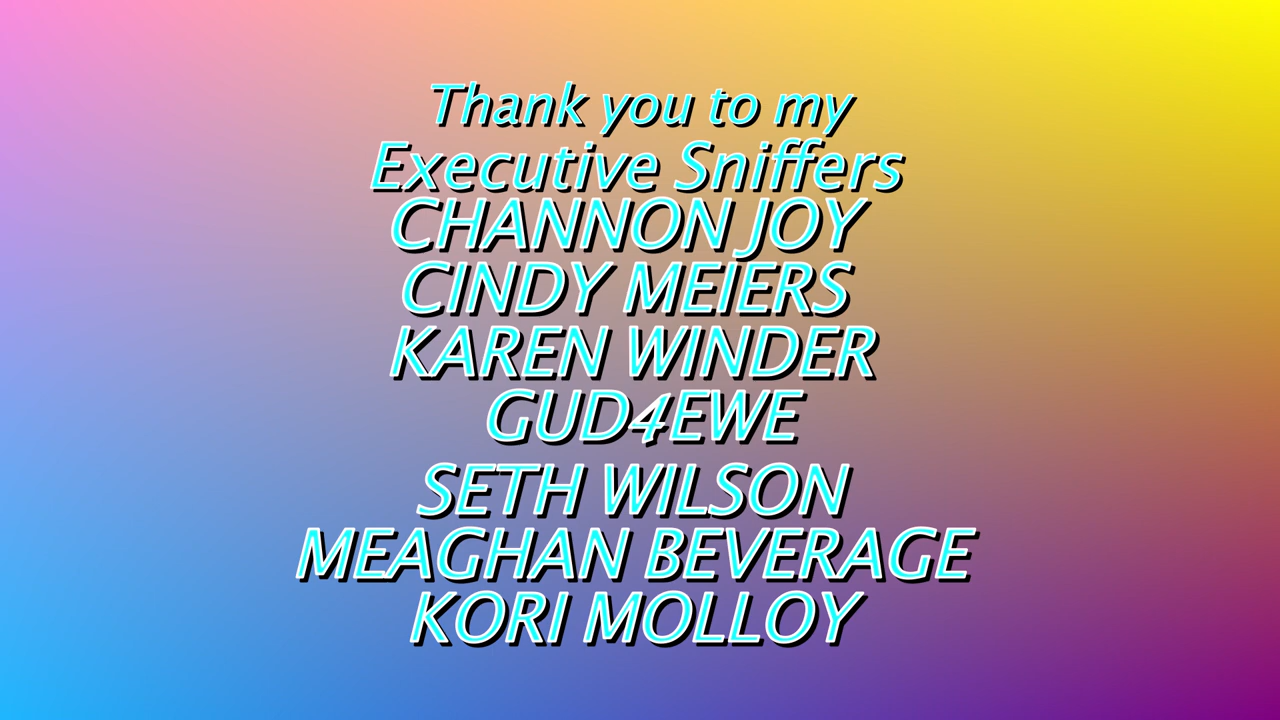 Thank you to my
Executive Sniffers
CHANNON JOY
CINDY MEIERS
KAREN WINDER
GUD4EWE
SETH WILSON
MEAGHAN BEVERAGE
KORI MOLLOY